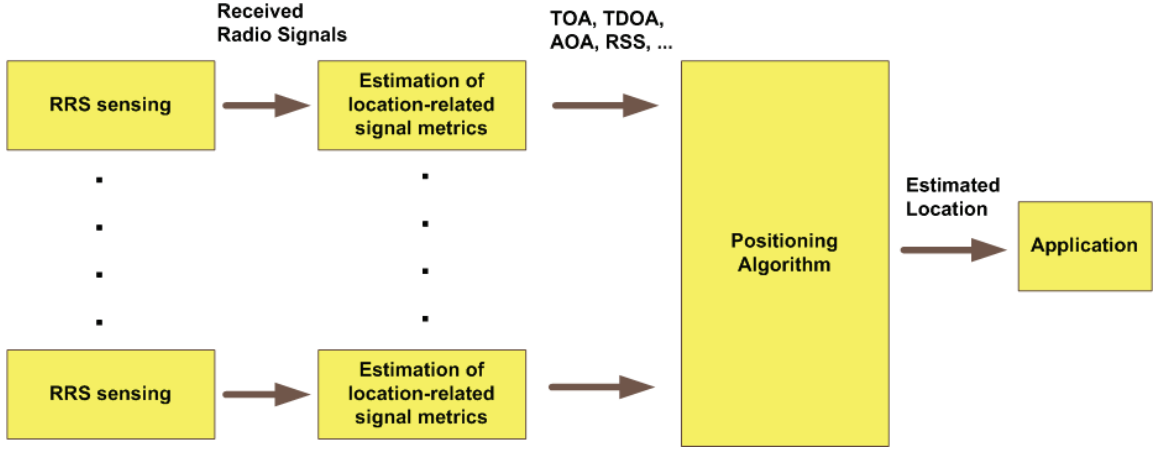 Received
Radio Signals
TOA, TDOA,
AOA, RSS, ...
RRS sensing
Estimation of
location-related
signal metrics
Positioning
Algorithm
Estimated
Location
Application
RRS sensing
Estimation of
location-related
signal metrics